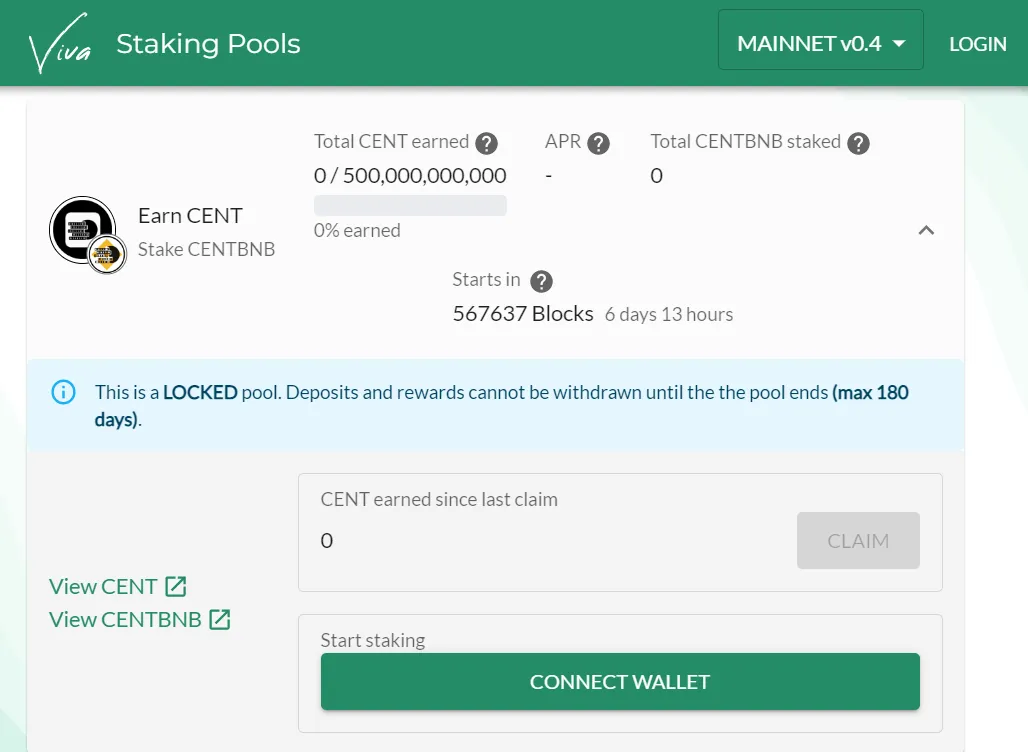 Viva Staking Pools MAINNET v0.4 LOGIN
Total CENT earned ? APR ? Total CENTBNB staked ?
0 / 500,000,000,000 - 0
0% earned
Earn CENT
Stake CENTBNB
Starts in ?
567637 Blocks 6 days 13 hours
This is a LOCKED pool. Deposits and rewards cannot be withdrawn until the the pool ends (max 180
days).
CENT earned since last claim
0
CLAIM
View CENT
View CENTBNB
Start staking
CONNECT WALLET